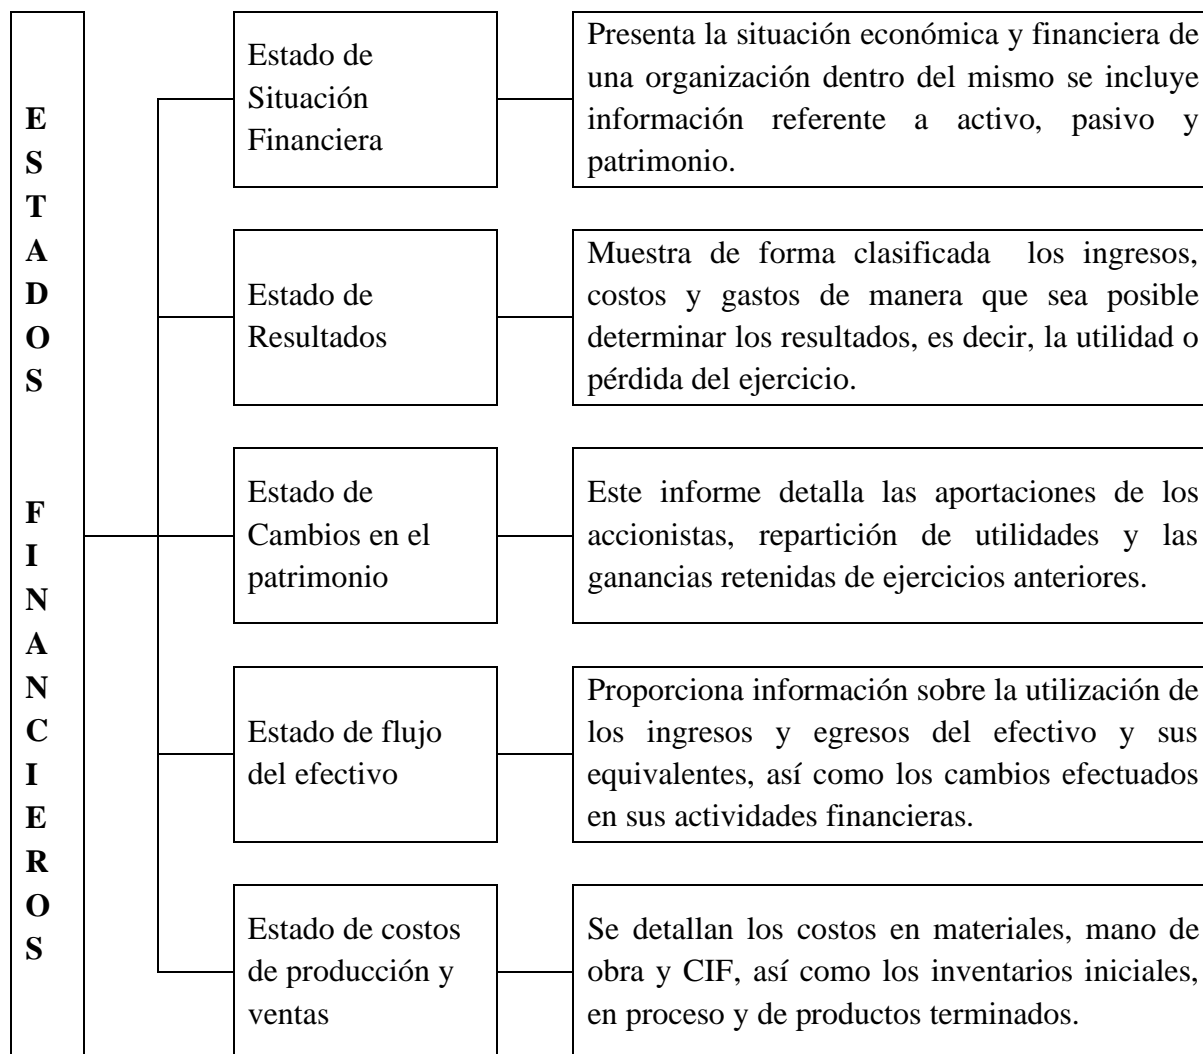 ESTADOS FINANCIEROS
Estado de
Situación
Financiera
Presenta la situación económica y financiera de
una organización dentro del mismo se incluye
información referente a activo, pasivo y
patrimonio.
Estado de
Resultados
Muestra de forma clasificada los ingresos,
costos y gastos de manera que sea posible
determinar los resultados, es decir, la utilidad o
pérdida del ejercicio.
Estado de
Cambios en el
patrimonio
Este informe detalla las aportaciones de los
accionistas, repartición de utilidades y las
ganancias retenidas de ejercicios anteriores.
Estado de flujo
del efectivo
Proporciona información sobre la utilización de
los ingresos y egresos del efectivo y sus
equivalentes, así como los cambios efectuados
en sus actividades financieras.
Estado de costos
de producción y
ventas
Se detallan los costos en materiales, mano de
obra y CIF, así como los inventarios iniciales,
en proceso y de productos terminados.